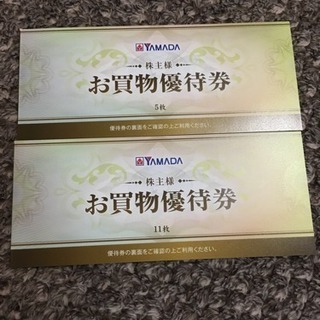 YAMADA
株主様
お買物優待券
5枚
優待券の裏面をご確認の上ご利用ください。
YAMADA
株主様
お買物優待券
11枚
優待券の裏面をご確認の上ご利用ください。